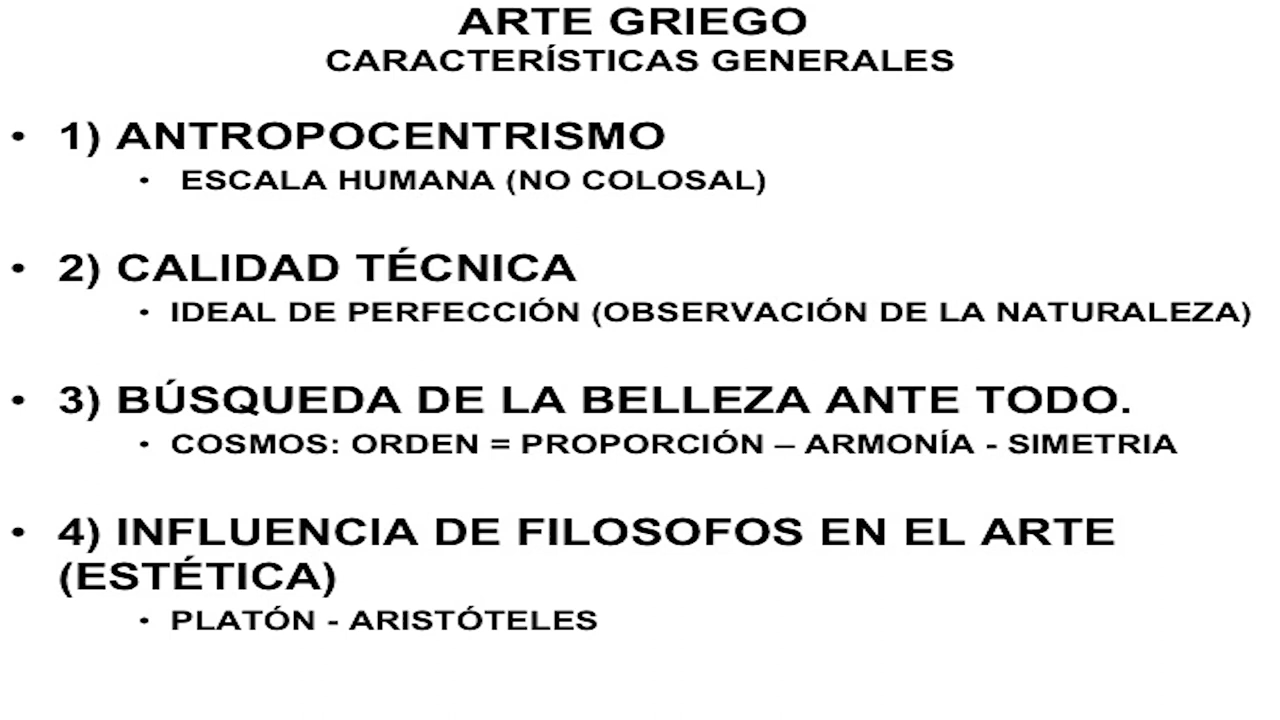 ARTE GRIEGO
CARACTERÍSTICAS GENERALES
• 1) ANTROPOCENTRISMO
• ESCALA HUMANA (NO COLOSAL)
• 2) CALIDAD TÉCNICA
• IDEAL DE PERFECCIÓN (OBSERVACIÓN DE LA NATURALEZA)
• 3) BÚSQUEDA DE LA BELLEZA ANTE TODO.
• COSMOS: ORDEN = PROPORCIÓN – ARMONÍA - SIMETRIA
• 4) INFLUENCIA DE FILOSOFOS EN EL ARTE
(ESTÉTICA)
• PLATÓN - ARISTÓTELES